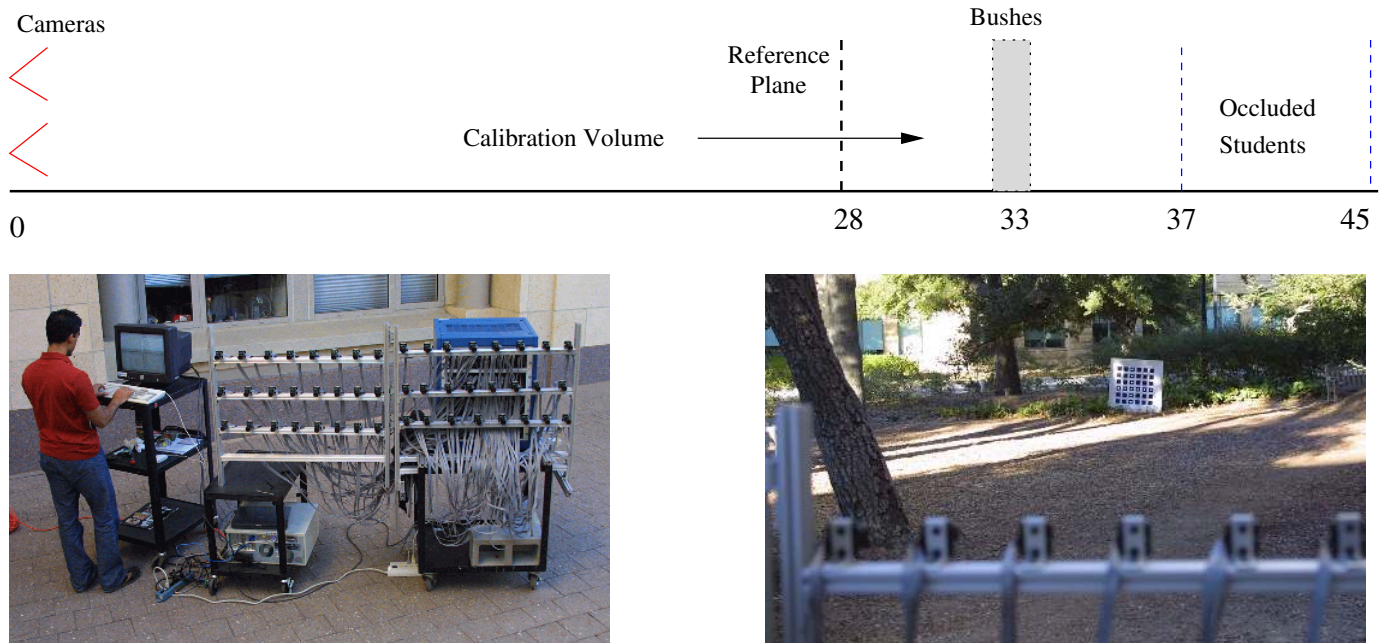 Cameras
Bushes
Reference
Plane
Occluded
Students
Calibration Volume
0
28
33
37
45